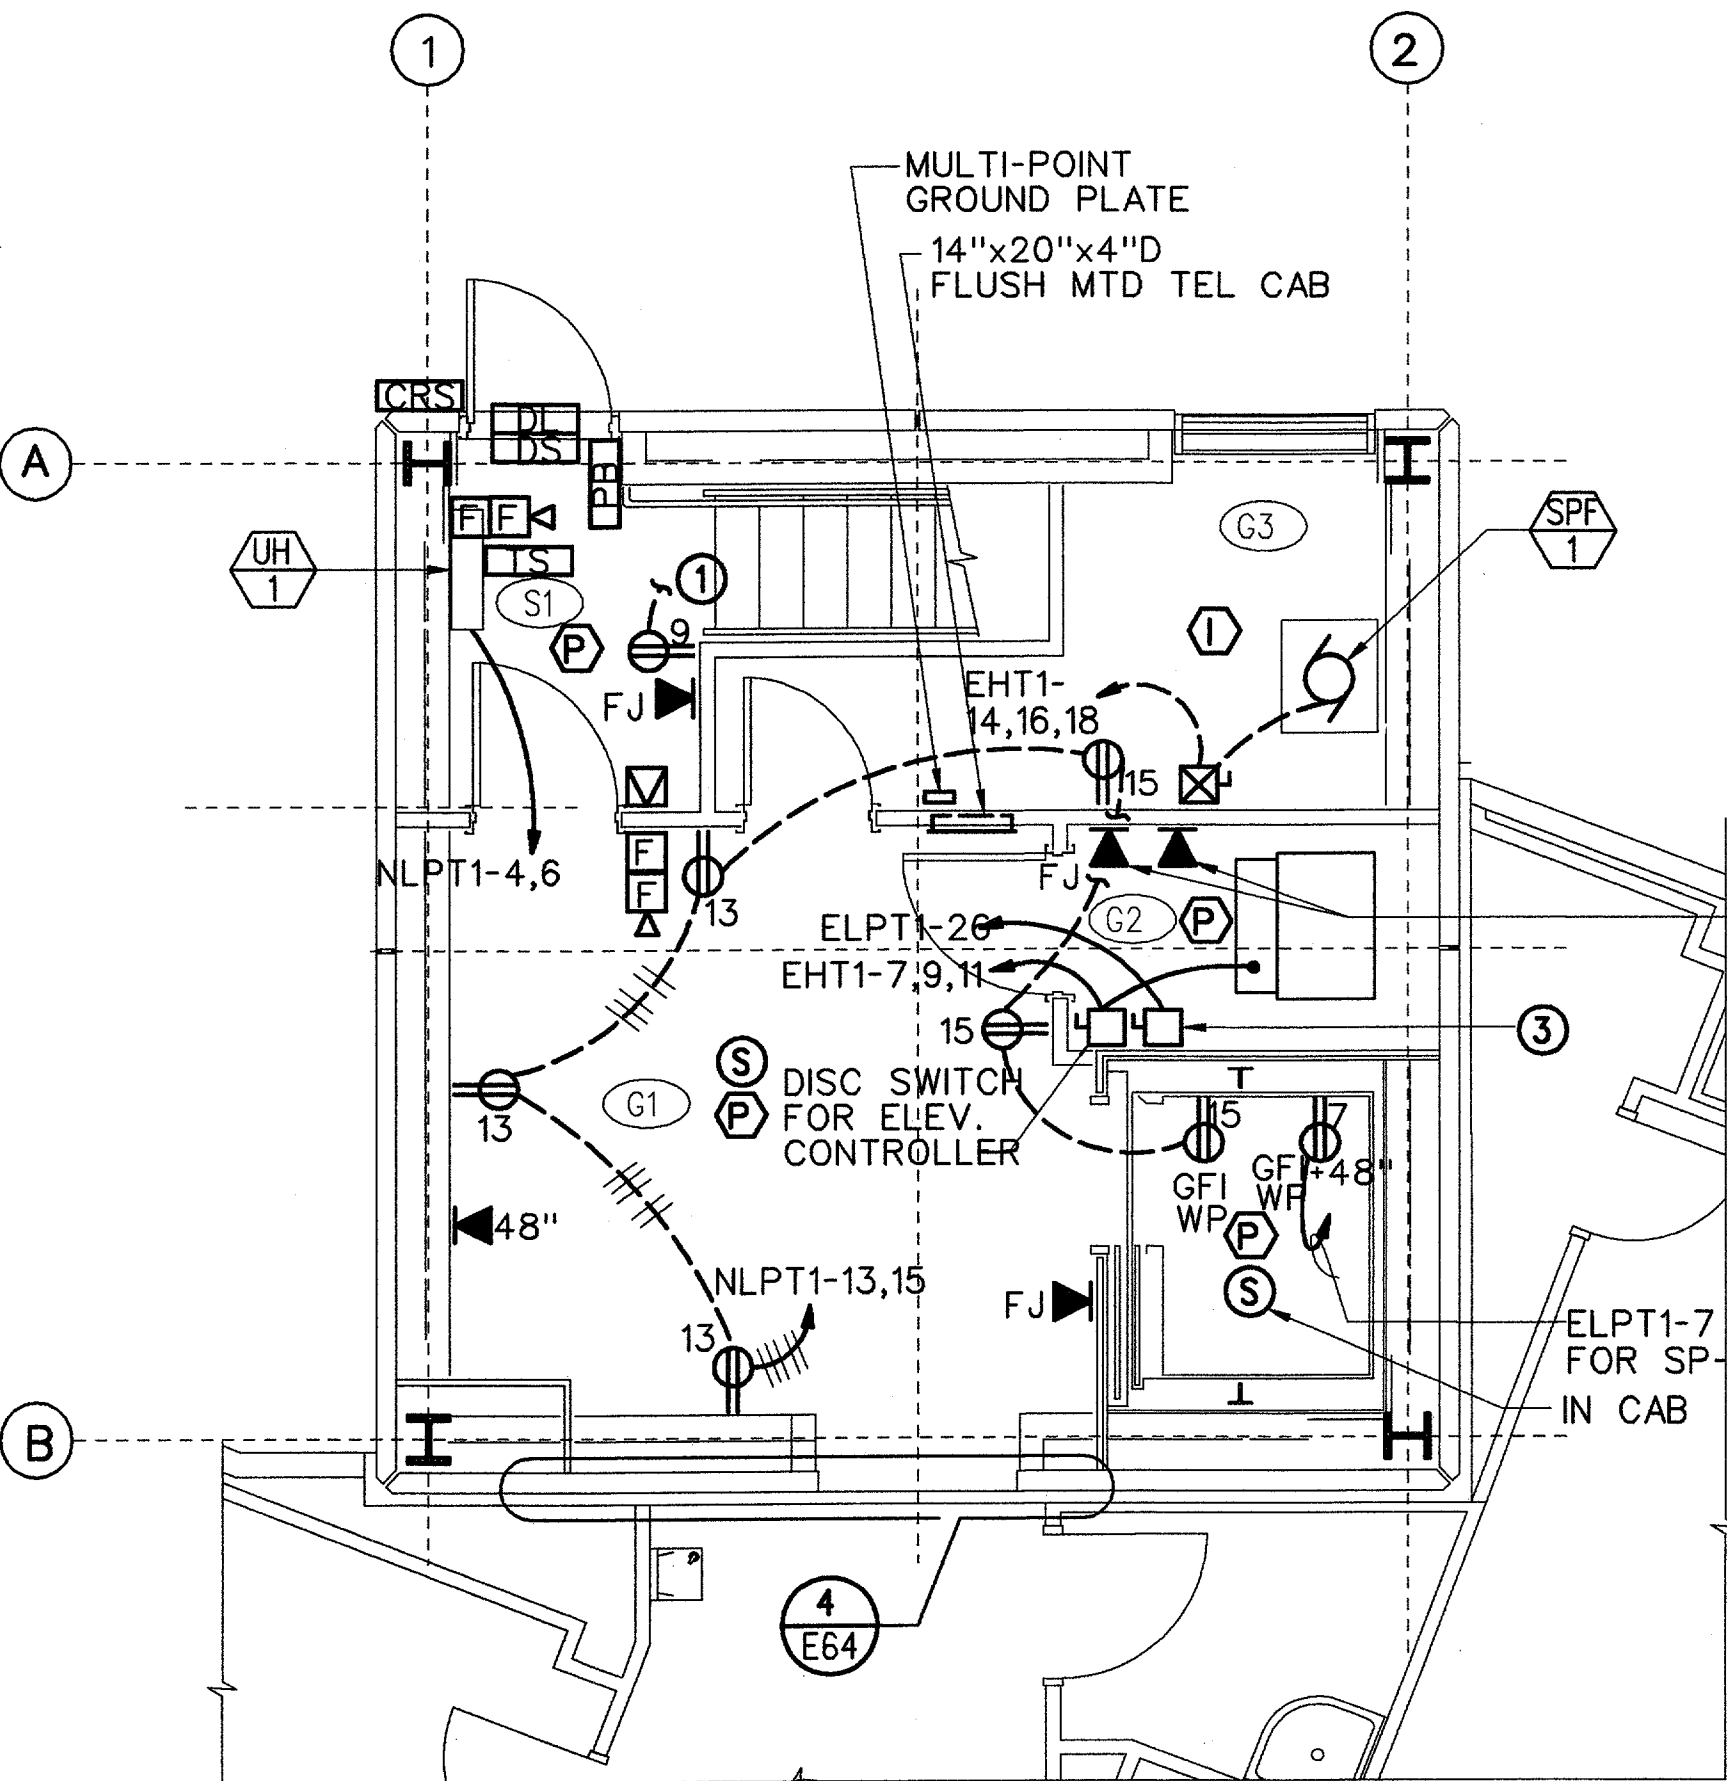 1
2
MULTI-POINT
GROUND PLATE
14"x20"x4"D
FLUSH MTD TEL CAB
CRS
DL
DS
PB
A
F F
G3
SPF
1
UH
1
TS
S1
1
9
P
I
FJ
EHT1-
14,16,18
15
NLPT1-4,6
F
F
13
FJ
G2
P
ELPT1-26
EHT1-7,9,11
15
3
S
DISC SWITCH
FOR ELEV.
CONTROLLER
P
G1
13
15
7
GFI
WP
GFI+48"
WP
P
48"
S
NLPT1-13,15
FJ
13
ELPT1-7
FOR SP-
IN CAB
B
4
E64